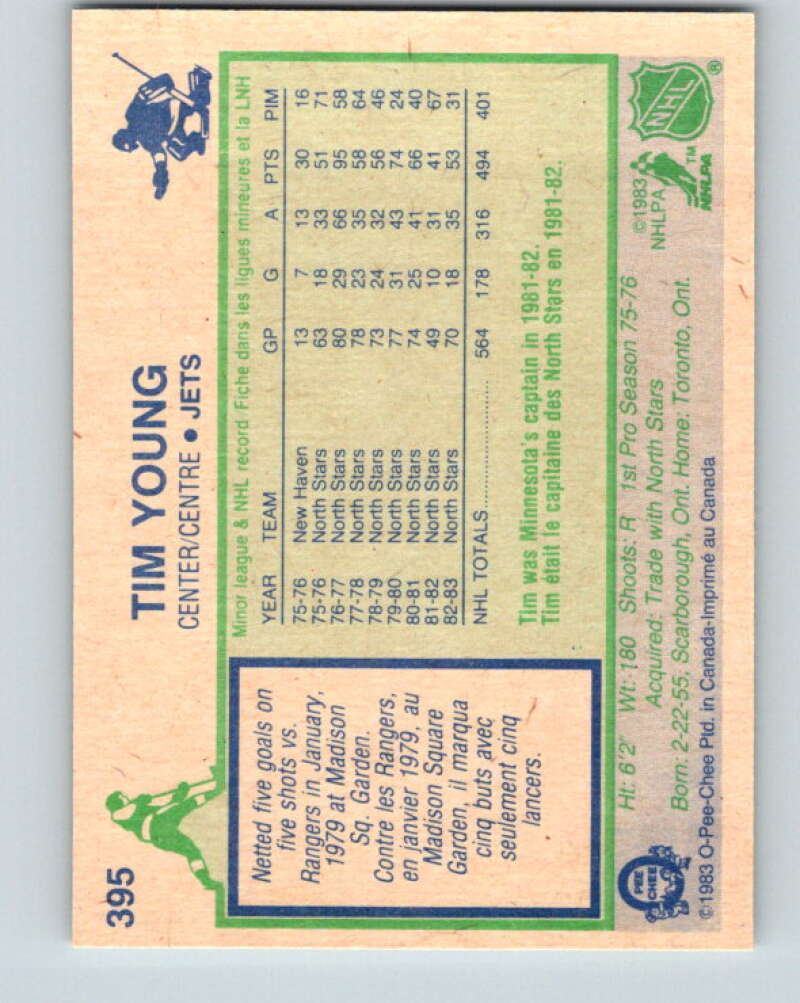 395
TIM YOUNG
CENTER/CENTRE • JETS
Netted five goals on
five shots vs.
Rangers in January,
1979 at Madison
Sq. Garden.
Contre les Rangers,
en janvier 1979, au
Madison Square
Garden, il marqua
cinq buts avec
seulement cinq
lancers.
Minor league & NHL record Fiche dans les ligues mineures et la LNH
YEAR TEAM GP G A PTS PIM
75-76 New Haven 13 7 13 30 16
75-76 North Stars 63 18 33 51 71
76-77 North Stars 80 29 66 95 58
77-78 North Stars 78 23 35 58 64
78-79 North Stars 73 24 32 56 46
79-80 North Stars 77 31 43 74 24
80-81 North Stars 74 25 41 66 40
81-82 North Stars 49 10 31 41 67
82-83 North Stars 70 18 35 53 31
NHL TOTALS.................. 564 178 316 494 401
Tim was Minnesota's captain in 1981-82.
Tim était le capitaine des North Stars en 1981-82.
Ht: 6'2" Wt: 180 Shoots: R 1st Pro Season 75-76
Acquired: Trade with North Stars
Born: 2-22-55, Scarborough, Ont. Home: Toronto, Ont.
©1983 O-Pee-Chee Ptd. in Canada-Imprimé au Canada
O PEE CHEE
©1983
NHLPA
NHLPA TM
NHL ®